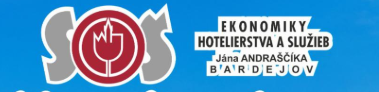 SOŠ
EKONOMIKY
HOTELIERSTVA A SLUŽIEB
Jána ANDRAŠČÍKA
BARDEJOV